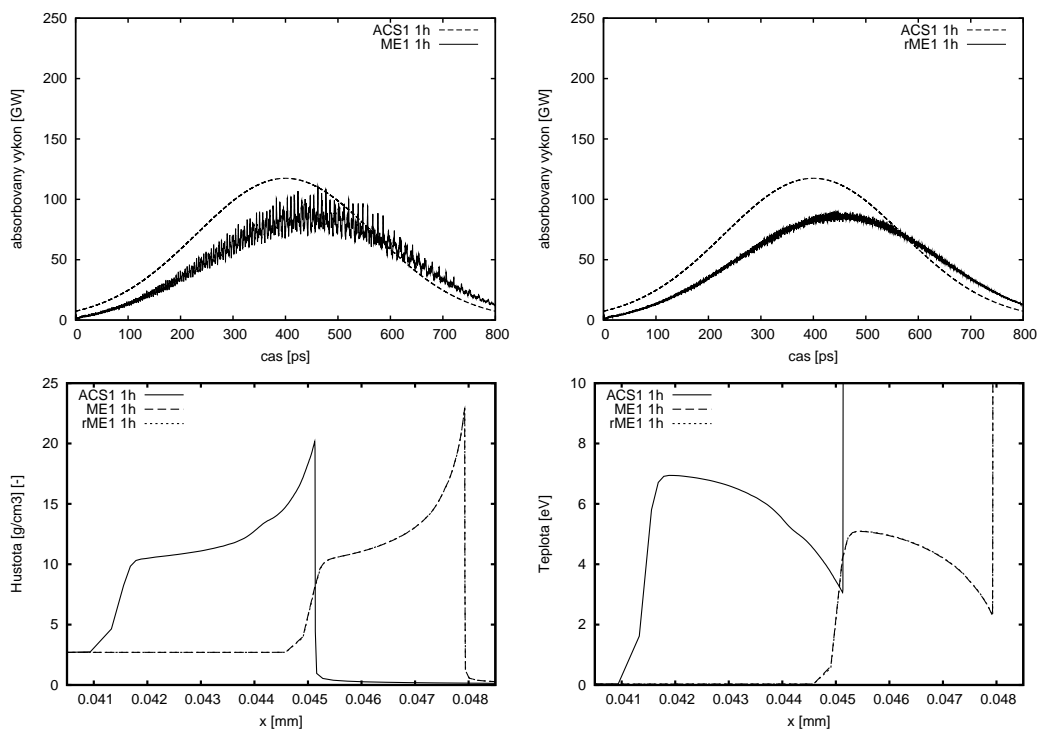 250
200
150
100
50
0
0 100 200 300 400 500 600 700 800
absorbovany vykon [GW]
cas [ps]
ACS1 1h
ME1 1h
250
200
150
100
50
0
0 100 200 300 400 500 600 700 800
absorbovany vykon [GW]
cas [ps]
ACS1 1h
rME1 1h
25
20
15
10
5
0
0.041 0.042 0.043 0.044 0.045 0.046 0.047 0.048
Hustota [g/cm3] [-]
x [mm]
ACS1 1h
ME1 1h
rME1 1h
10
8
6
4
2
0
0.041 0.042 0.043 0.044 0.045 0.046 0.047 0.048
Teplota [eV]
x [mm]
ACS1 1h
ME1 1h
rME1 1h